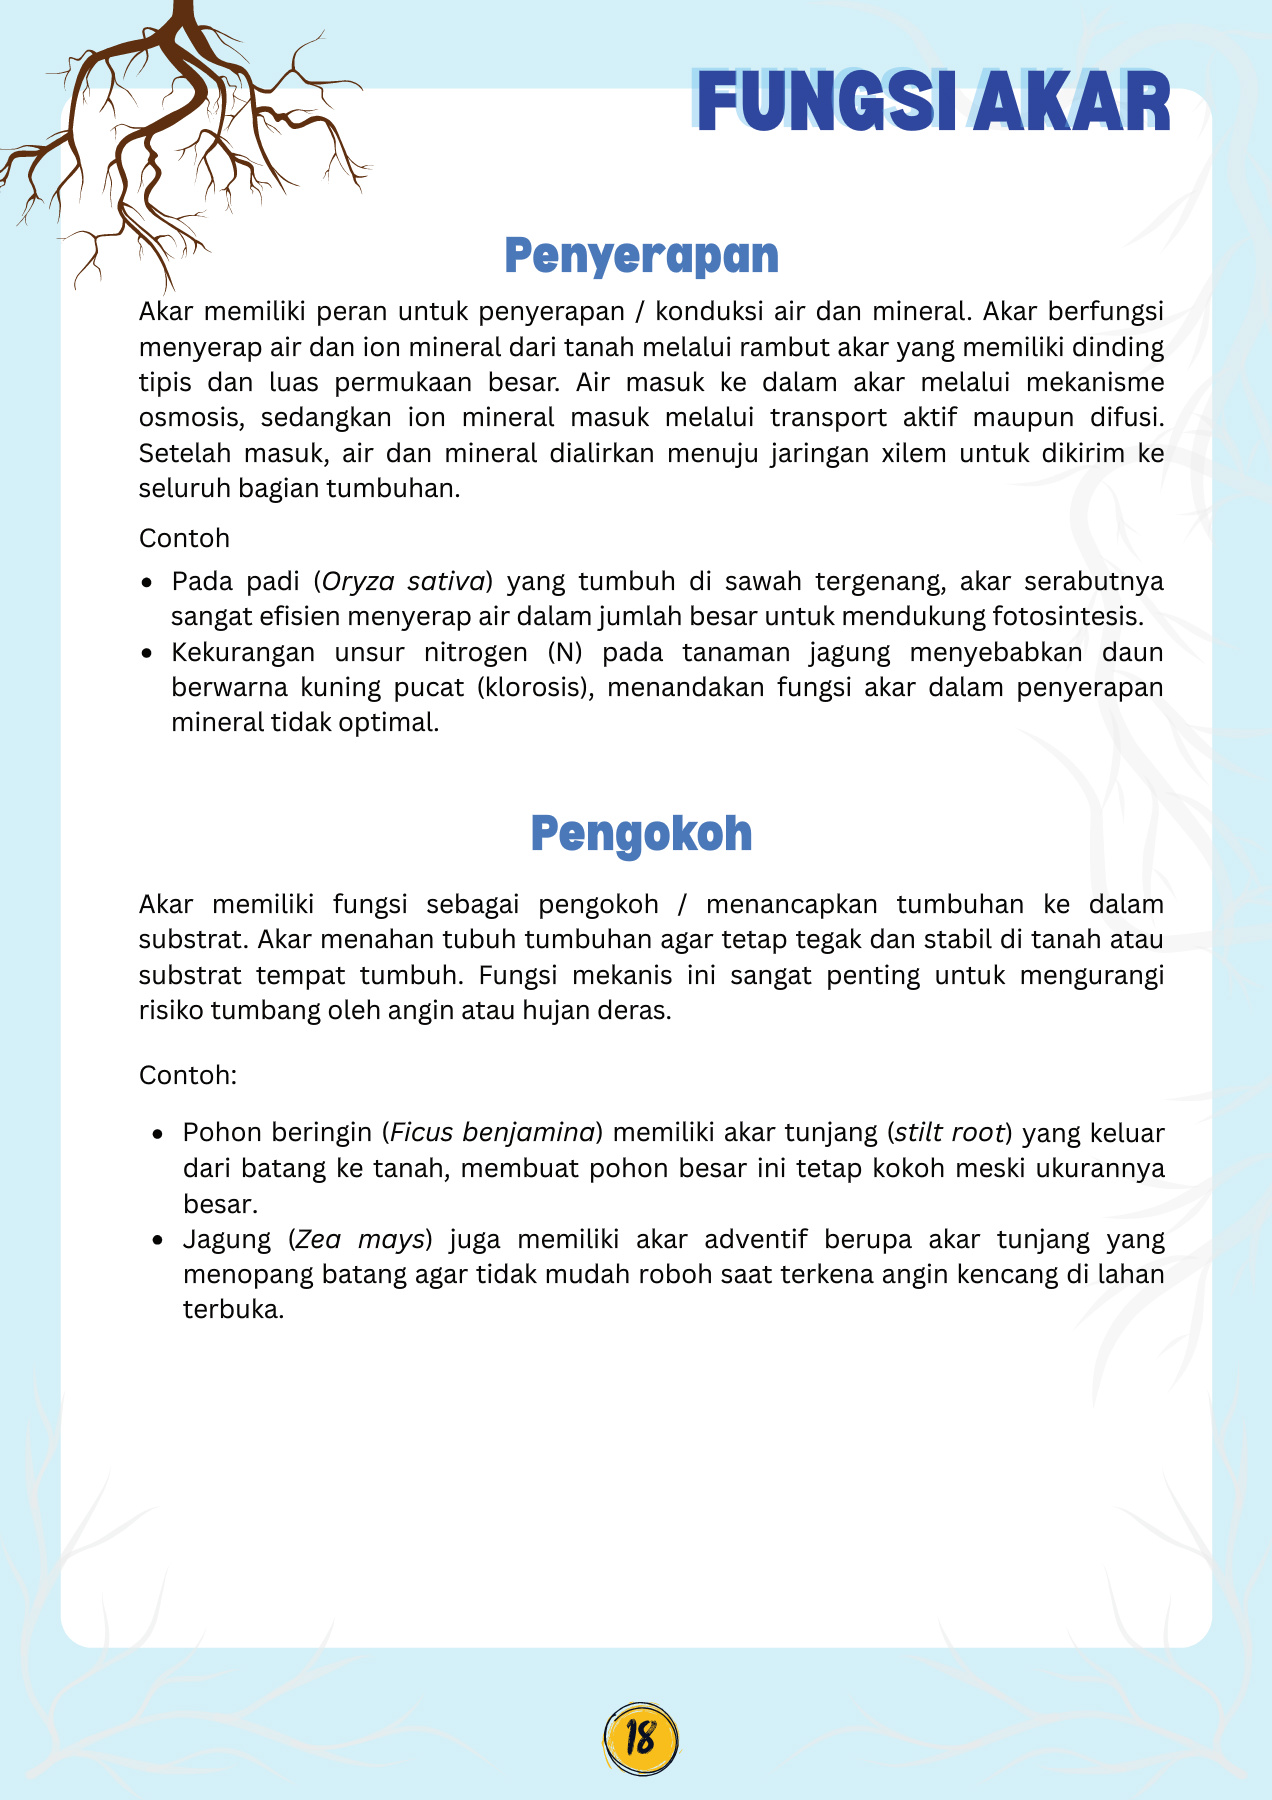 FUNGSI AKAR
Penyerapan
Akar memiliki peran untuk penyerapan / konduksi air dan mineral. Akar berfungsi
menyerap air dan ion mineral dari tanah melalui rambut akar yang memiliki dinding
tipis dan luas permukaan besar. Air masuk ke dalam akar melalui mekanisme
osmosis, sedangkan ion mineral masuk melalui transport aktif maupun difusi.
Setelah masuk, air dan mineral dialirkan menuju jaringan xilem untuk dikirim ke
seluruh bagian tumbuhan.
Contoh
• Pada padi (Oryza sativa) yang tumbuh di sawah tergenang, akar serabutnya
sangat efisien menyerap air dalam jumlah besar untuk mendukung fotosintesis.
• Kekurangan unsur nitrogen (N) pada tanaman jagung menyebabkan daun
berwarna kuning pucat (klorosis), menandakan fungsi akar dalam penyerapan
mineral tidak optimal.
Pengokoh
Akar memiliki fungsi sebagai pengokoh / menancapkan tumbuhan ke dalam
substrat. Akar menahan tubuh tumbuhan agar tetap tegak dan stabil di tanah atau
substrat tempat tumbuh. Fungsi mekanis ini sangat penting untuk mengurangi
risiko tumbang oleh angin atau hujan deras.
Contoh:
• Pohon beringin (Ficus benjamina) memiliki akar tunjang (stilt root) yang keluar
dari batang ke tanah, membuat pohon besar ini tetap kokoh meski ukurannya
besar.
• Jagung (Zea mays) juga memiliki akar adventif berupa akar tunjang yang
menopang batang agar tidak mudah roboh saat terkena angin kencang di lahan
terbuka.
18